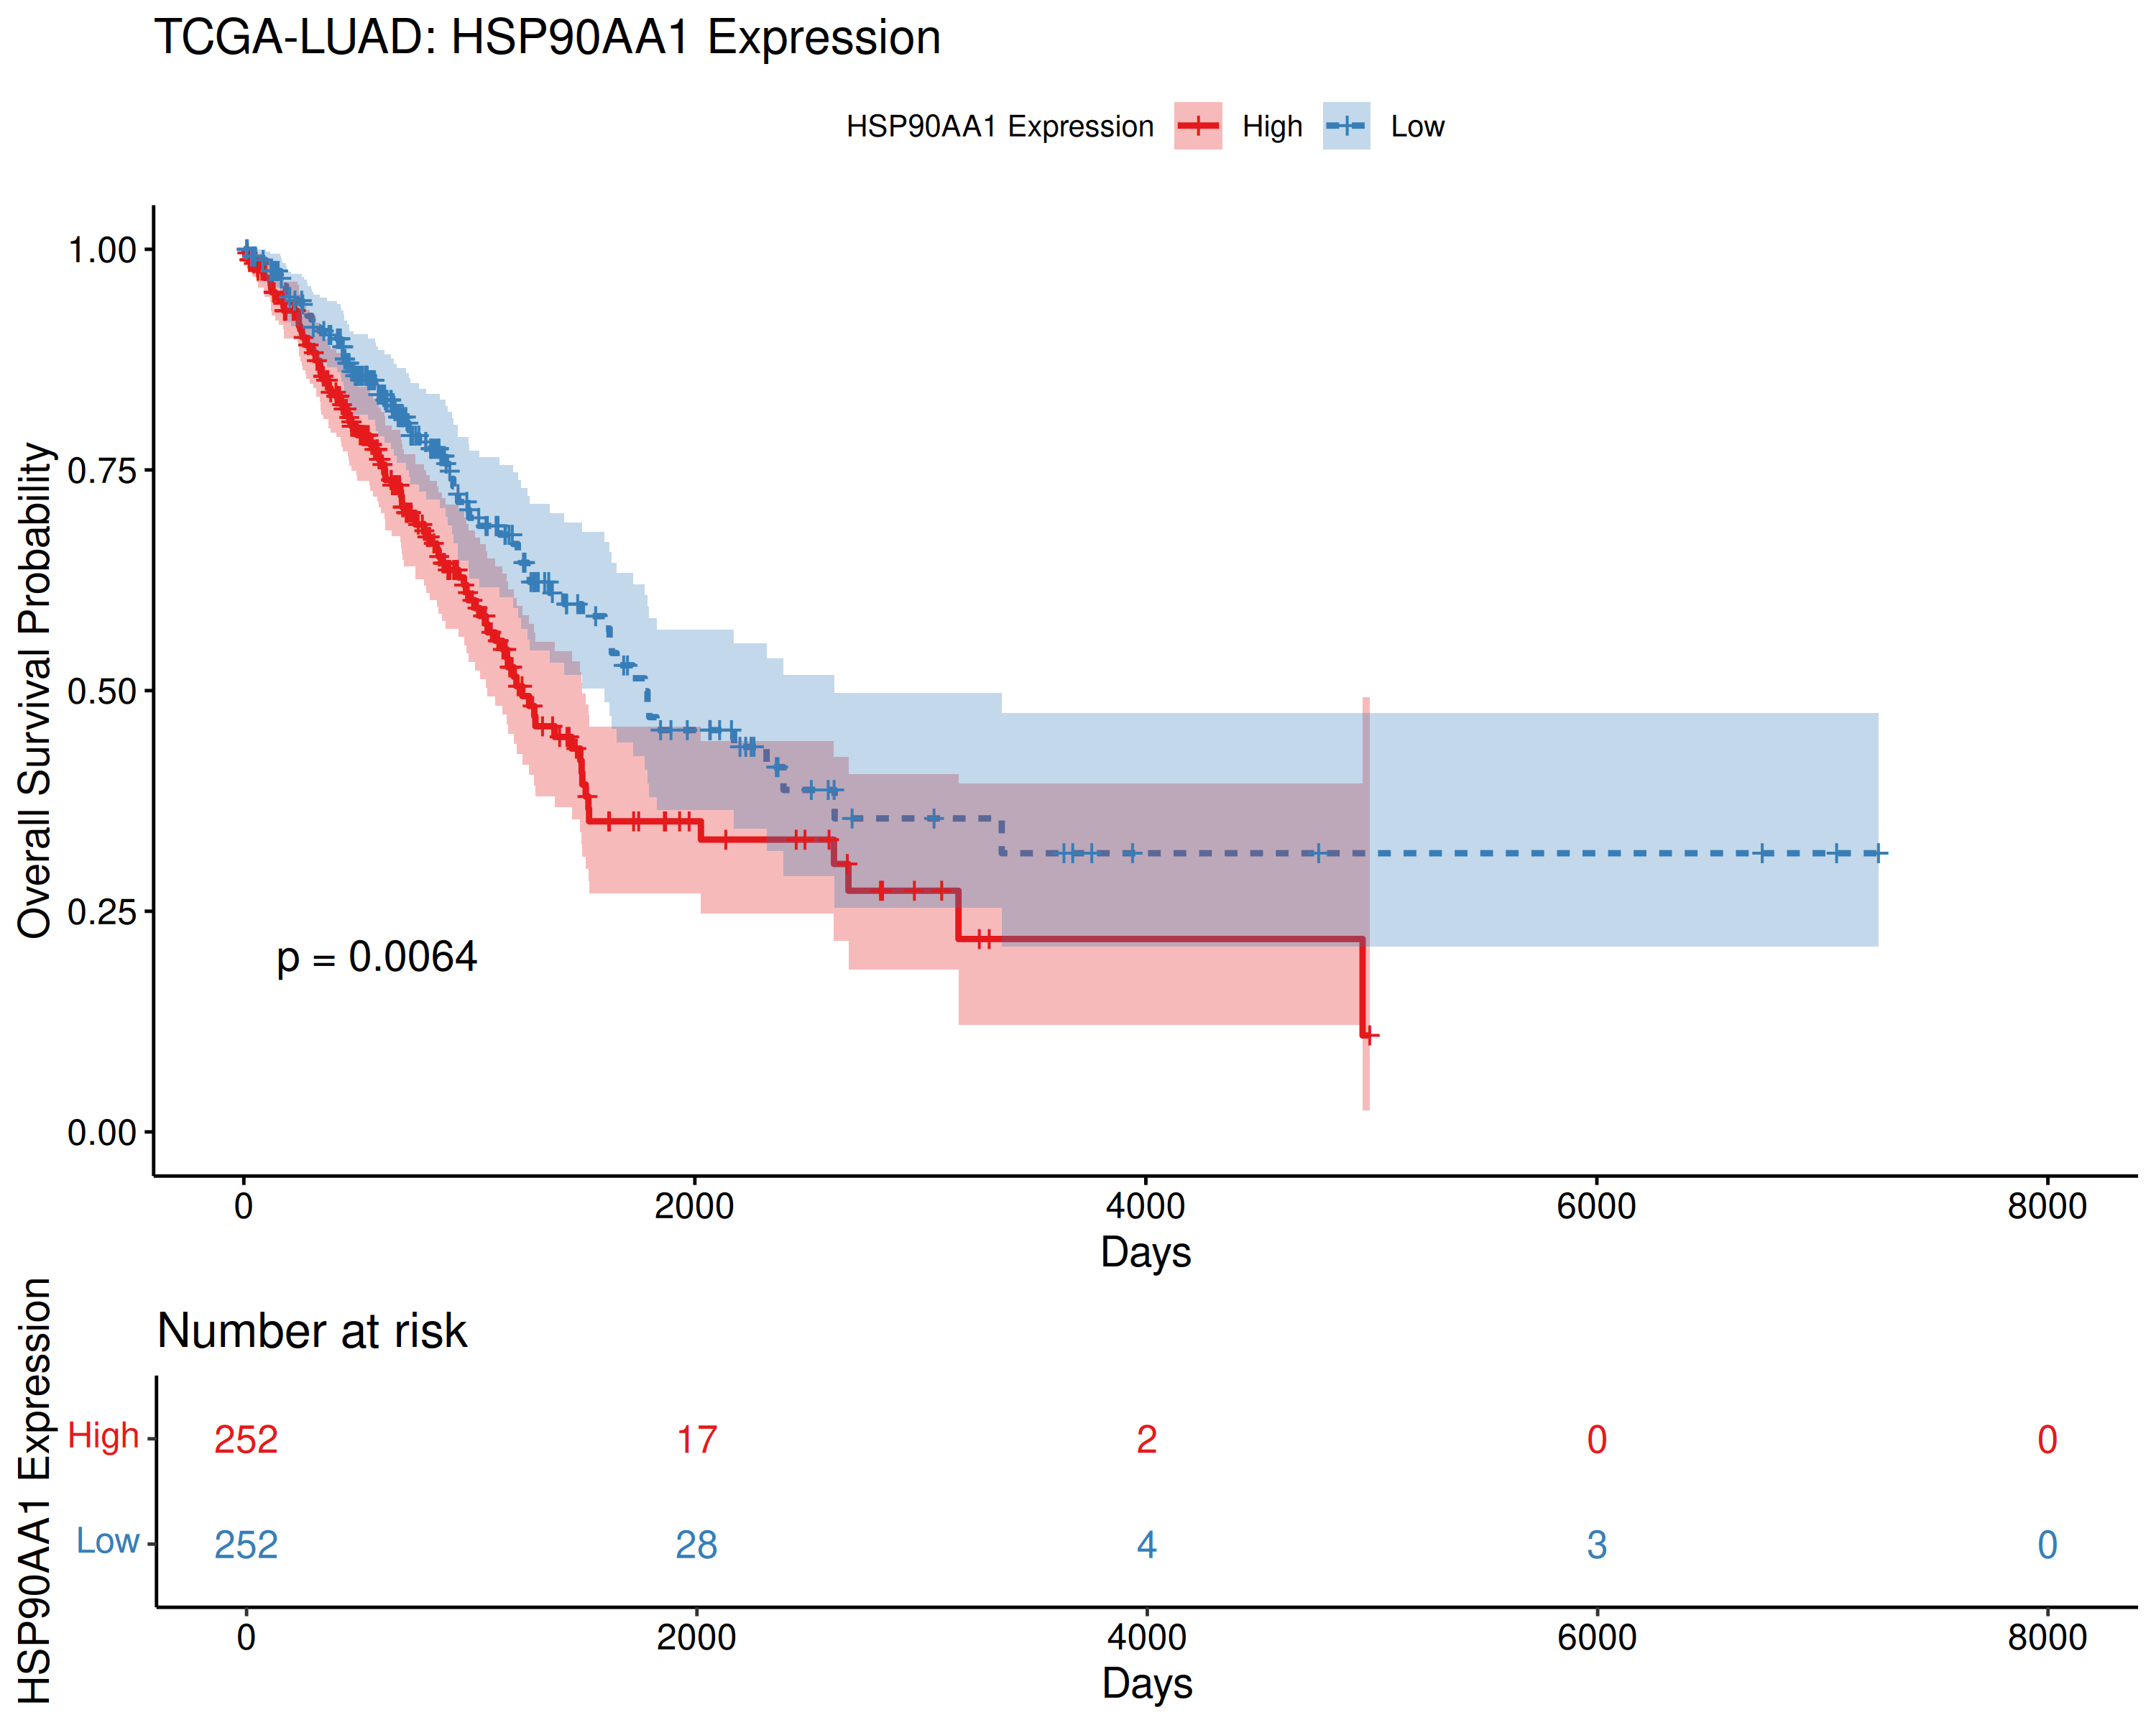 TCGA-LUAD: HSP90AA1 Expression
HSP90AA1 Expression High Low
Overall Survival Probability
1.00
0.75
0.50
0.25
0.00
p = 0.0064
0 2000 4000 6000 8000
Days
Number at risk
HSP90AA1 Expression
High 252 17 2 0 0
Low 252 28 4 3 0
0 2000 4000 6000 8000
Days